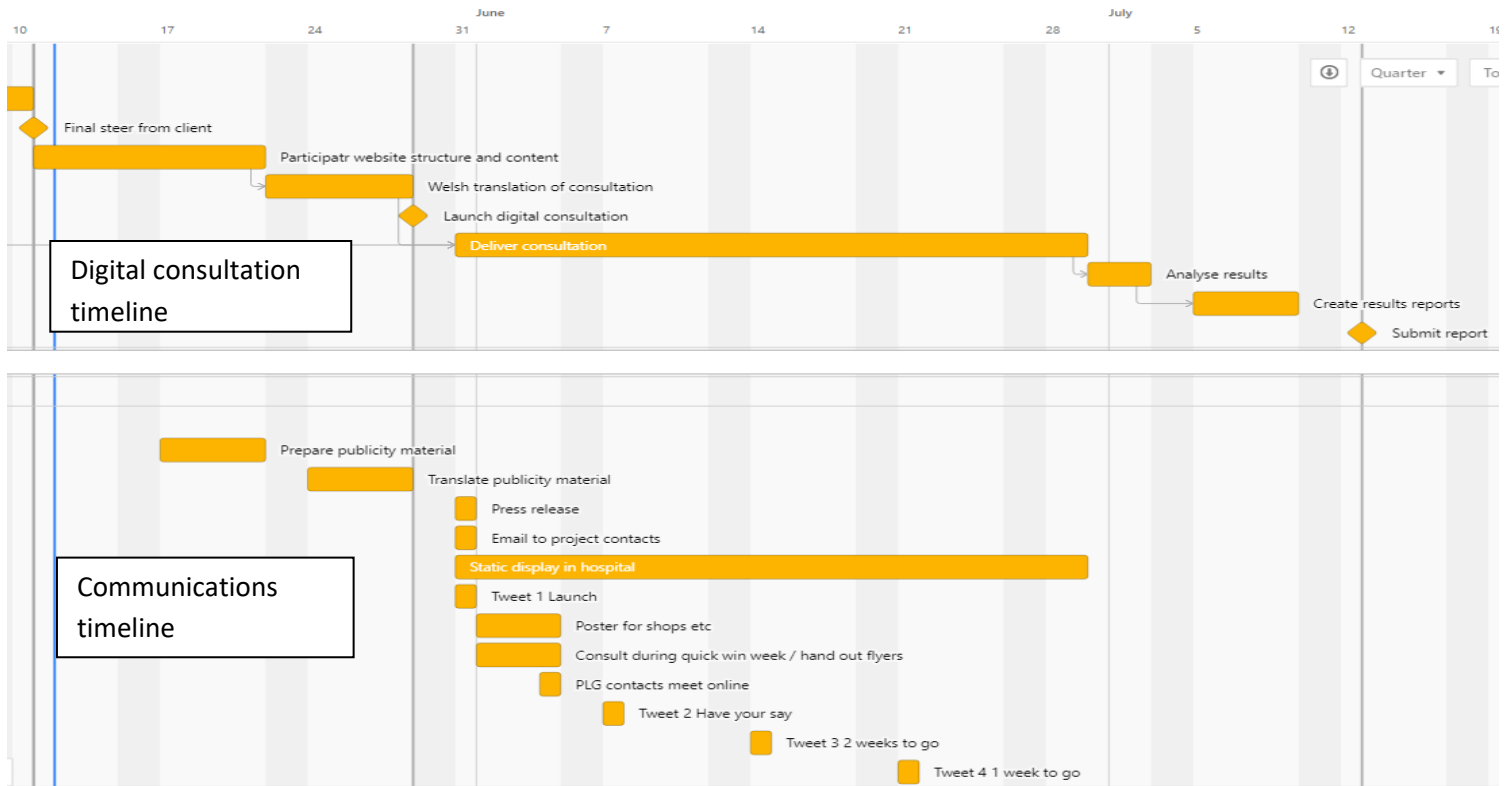 June
July
10
17
24
31
7
14
21
28
5
12
19
Quarter
To
Final steer from client
Participatr website structure and content
Welsh translation of consultation
Launch digital consultation
Deliver consultation
Digital consultation
timeline
Analyse results
Create results reports
Submit report
Prepare publicity material
Translate publicity material
Press release
Email to project contacts
Static display in hospital
Communications
timeline
Tweet 1 Launch
Poster for shops etc
Consult during quick win week / hand out flyers
PLG contacts meet online
Tweet 2 Have your say
Tweet 3 2 weeks to go
Tweet 4 1 week to go